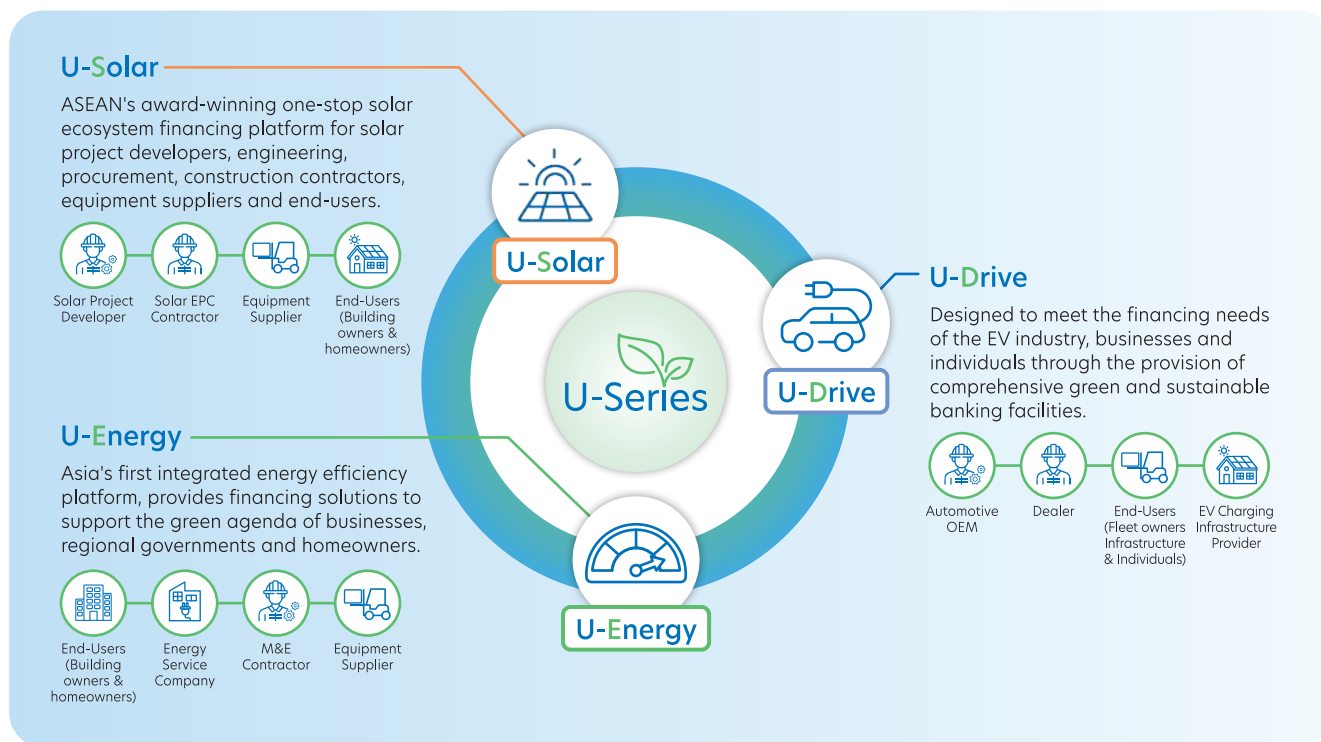 U-Solar
ASEAN's award-winning one-stop solar
ecosystem financing platform for solar
project developers, engineering,
procurement, construction contractors,
equipment suppliers and end-users.
Solar Project
Developer
Solar EPC
Contractor
Equipment
Supplier
End-Users
(Building
owners &
homeowners)
U-Energy
Asia's first integrated energy efficiency
platform, provides financing solutions to
support the green agenda of businesses,
regional governments and homeowners.
End-Users
(Building
owners &
homeowners)
Energy
Service
Company
M&E
Contractor
Equipment
Supplier
U-Solar
U-Series
U-Drive
U-Energy
U-Drive
Designed to meet the financing needs
of the EV industry, businesses and
individuals through the provision of
comprehensive green and sustainable
banking facilities.
Automotive
OEM
Dealer
End-Users
(Fleet owners
Infrastructure
& Individuals)
EV Charging
Infrastructure
Provider